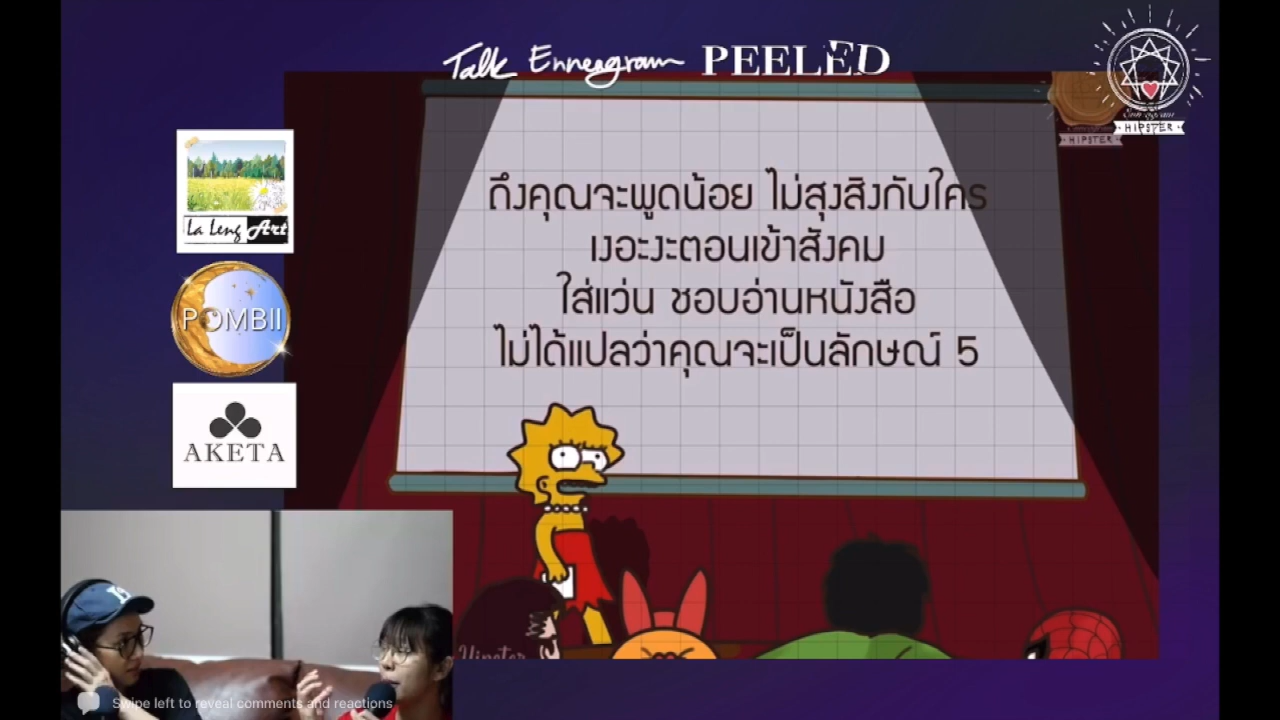 Talk Enneagram PEELED
Enneagram
HIPSTER
HIPSTER
La Leng Art
POMBII
AKETA
ถึงคุณจะพูดน้อย ไม่สุงสิงกับใคร
เงอะงะตอนเข้าสังคม
ใส่แว่น ชอบอ่านหนังสือ
ไม่ได้แปลว่าคุณจะเป็นลักษณ์ 5
Hipster
Swipe left to reveal comments and reactions